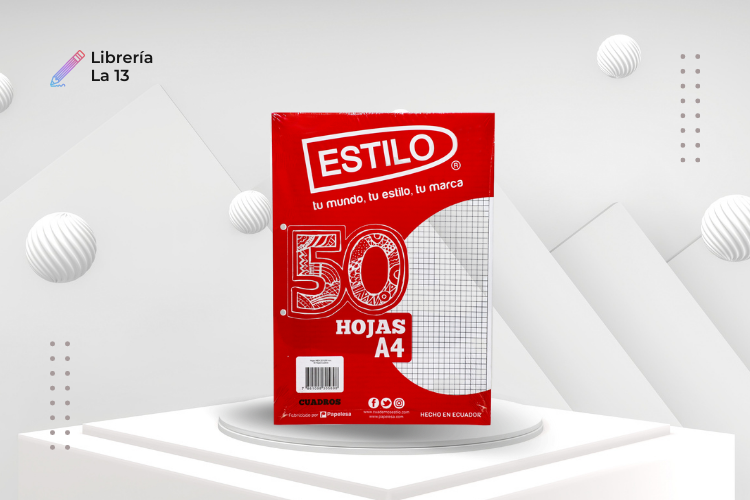 Librería
La 13
ESTILO®
tu mundo, tu estilo, tu marca
50
HOJAS
A4
CUADROS
Fabricado por Papelesa
www.cuadernosestilo.com
www.papelesa.com
HECHO EN ECUADOR